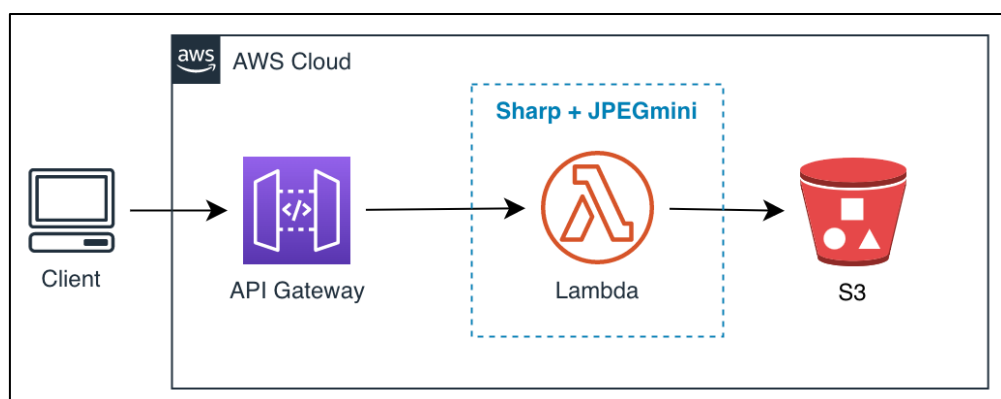 aws
AWS Cloud
Sharp + JPEGmini
</>
Client
API Gateway
Lambda
S3